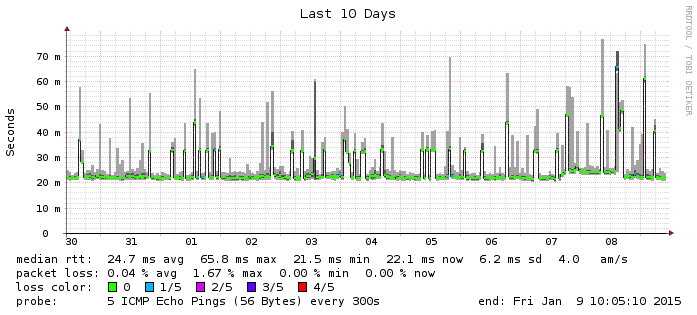 Last 10 Days
RRDTOOL / TOBI OETIKER
Seconds
70 m
60 m
50 m
40 m
30 m
20 m
10 m
0
30 31 01 02 03 04 05 06 07 08
median rtt: 24.7 ms avg 65.8 ms max 21.5 ms min 22.1 ms now 6.2 ms sd 4.0 am/s
packet loss: 0.04 % avg 1.67 % max 0.00 % min 0.00 % now
loss color: 0 1/5 2/5 3/5 4/5
probe: 5 ICMP Echo Pings (56 Bytes) every 300s end: Fri Jan 9 10:05:10 2015